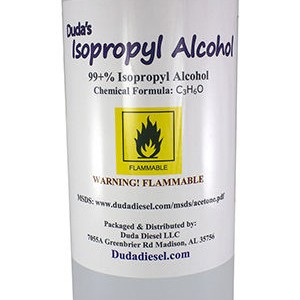 Duda's
Isopropyl Alcohol
99+% Isopropyl Alcohol
Chemical Formula: C₃H₆O
FLAMMABLE
WARNING! FLAMMABLE
MSDS: www.dudadiesel.com/msds/acetone.pdf
Packaged & Distributed by:
Duda Diesel LLC
7055A Greenbrier Rd Madison, AL 35756
Dudadiesel.com